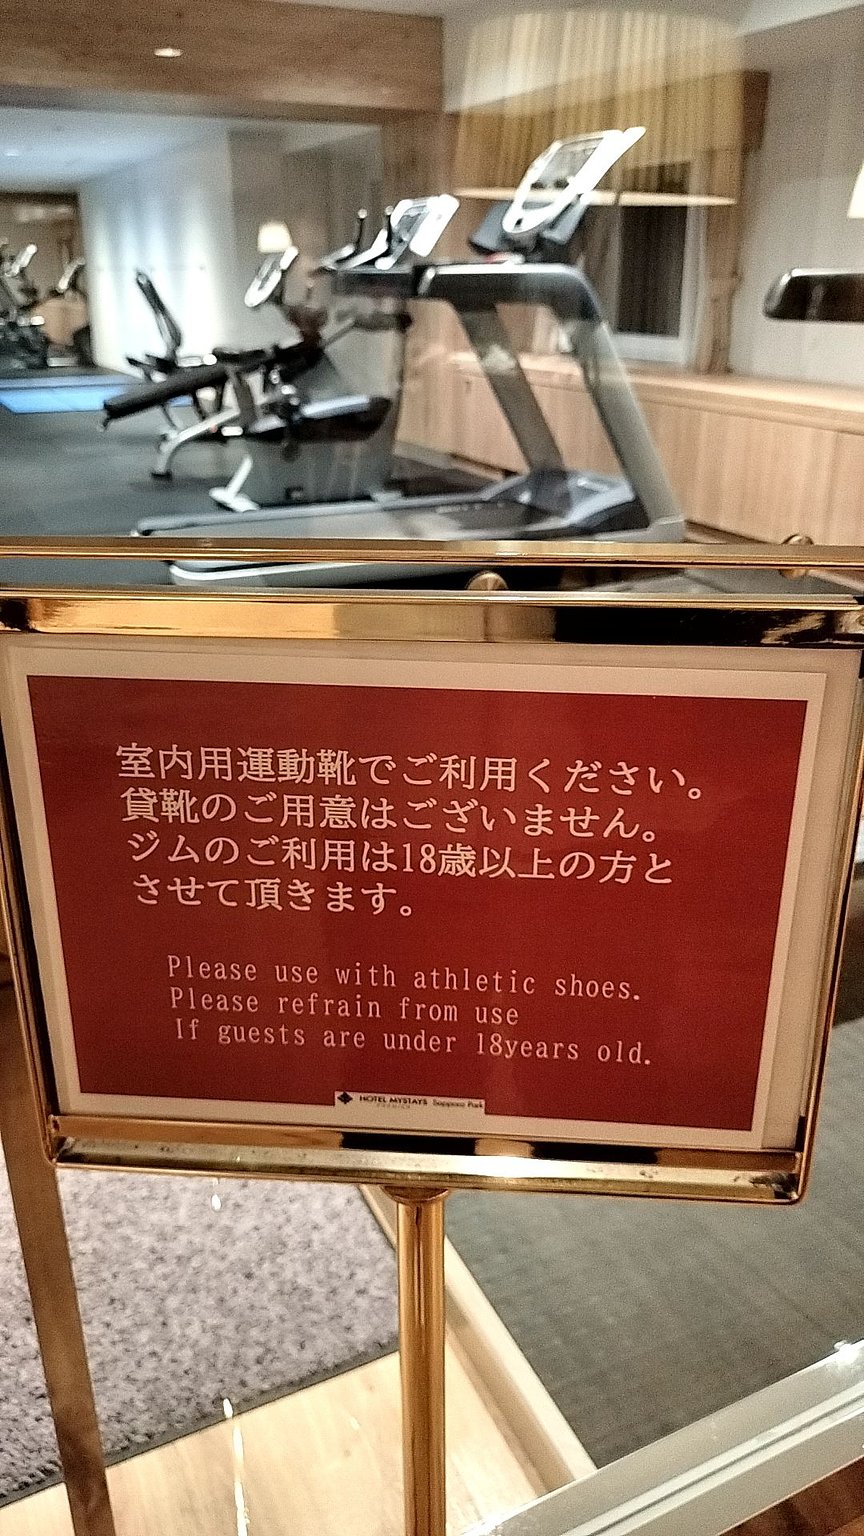 室内用運動靴でご利用ください。
貸靴のご用意はございません。
ジムのご利用は18歳以上の方と
させて頂きます。
Please use with athletic shoes.
Please refrain from use
If guests are under 18years old.
HOTEL MYSTAYS Sapporo Park